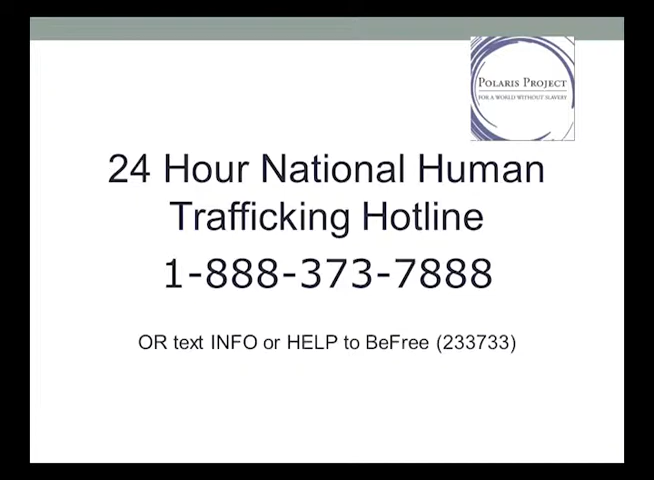 POLARIS PROJECT
FOR A WORLD WITHOUT SLAVERY
24 Hour National Human
Trafficking Hotline
1-888-373-7888
OR text INFO or HELP to BeFree (233733)